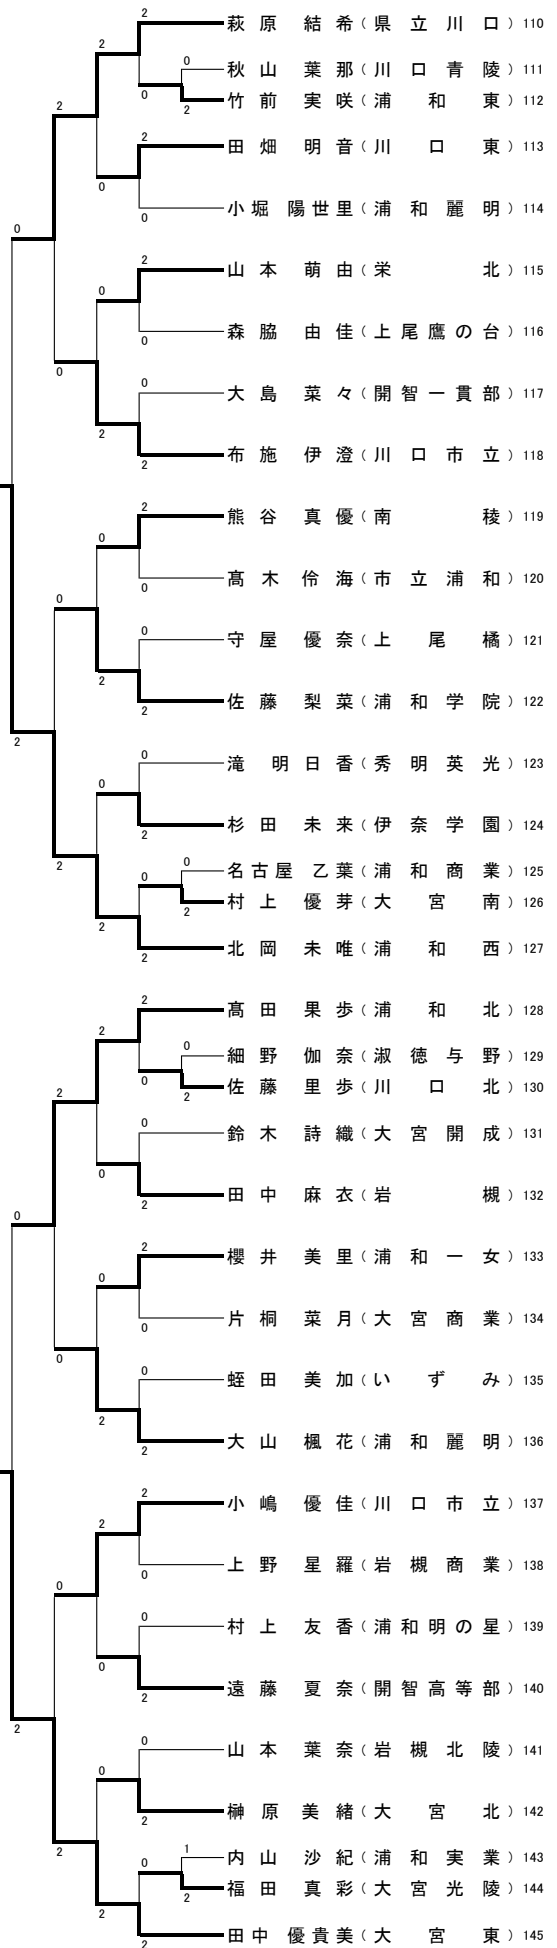 萩原 結希（県立川口）110
秋山 葉那（川口青陵）111
竹前 実咲（浦和東）112
田畑 明音（川口東）113
小堀 陽世里（浦和麗明）114
山本 萌由（栄北）115
森脇 由佳（上尾鷹の台）116
大島 菜々（開智一貫部）117
布施 伊澄（川口市立）118
熊谷 真優（南稜）119
髙木 伶海（市立浦和）120
守屋 優奈（上尾橘）121
佐藤 梨菜（浦和学院）122
滝 明日香（秀明英光）123
杉田 未来（伊奈学園）124
名古屋 乙葉（浦和商業）125
村上 優芽（大宮南）126
北岡 未唯（浦和西）127
髙田 果歩（浦和北）128
細野 伽奈（淑徳与野）129
佐藤 里歩（川口北）130
鈴木 詩織（大宮開成）131
田中 麻衣（岩槻）132
櫻井 美里（浦和一女）133
片桐 菜月（大宮商業）134
蛭田 美加（いずみ）135
大山 楓花（浦和麗明）136
小嶋 優佳（川口市立）137
上野 星羅（岩槻商業）138
村上 友香（浦和明の星）139
遠藤 夏奈（開智高等部）140
山本 葉奈（岩槻北陵）141
榊原 美緒（大宮北）142
内山 沙紀（浦和実業）143
福田 真彩（大宮光陵）144
田中 優貴美（大宮東）145